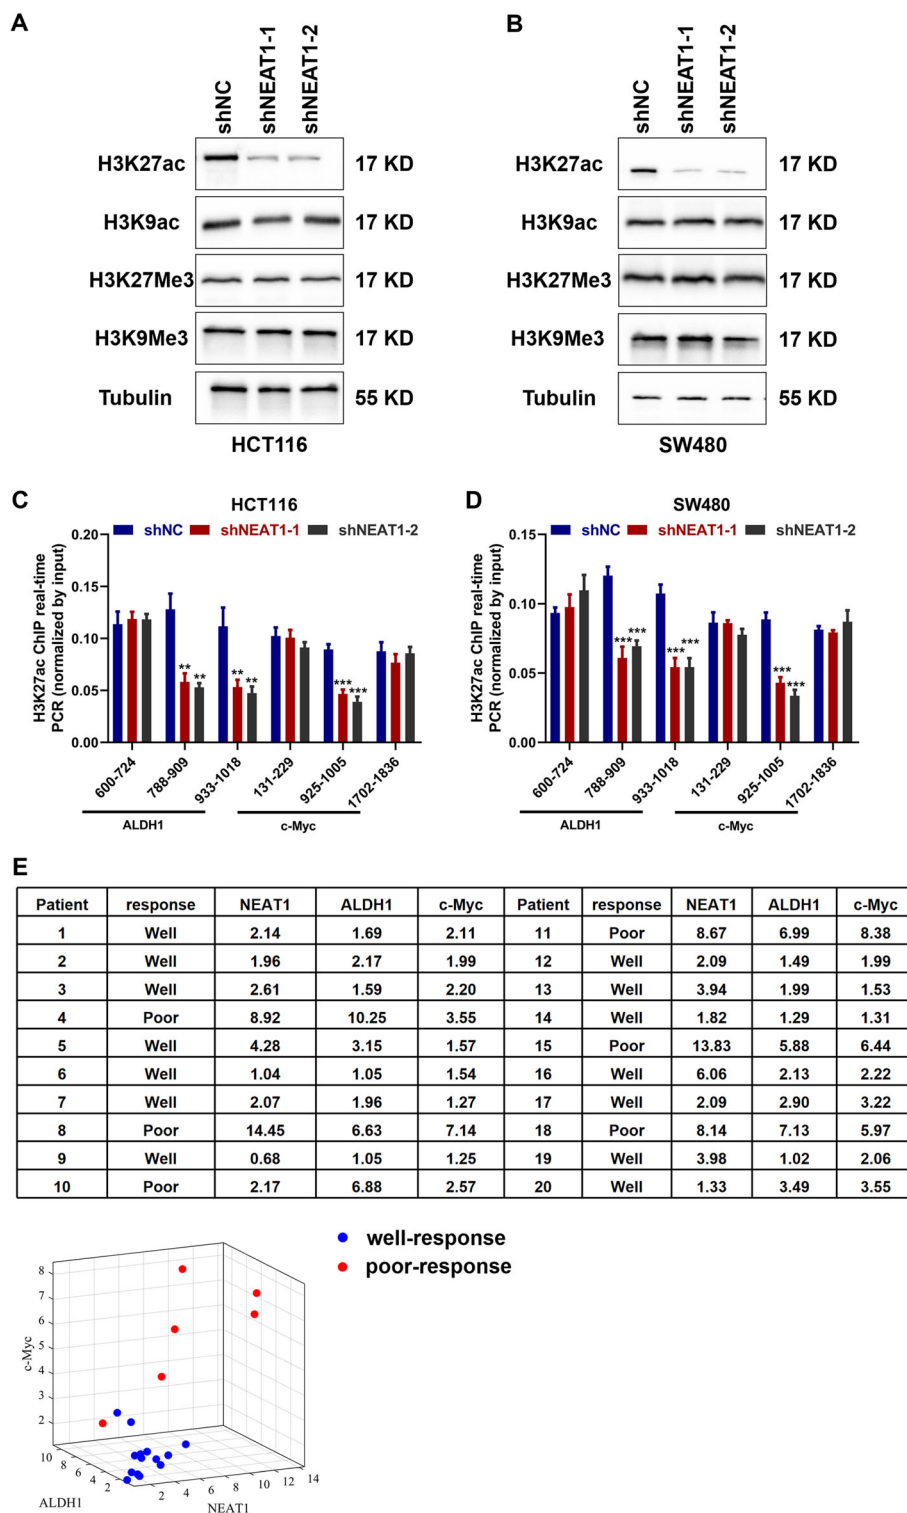 A
shNC
shNEAT1-1
shNEAT1-2
H3K27ac 17 KD
H3K9ac 17 KD
H3K27Me3 17 KD
H3K9Me3 17 KD
Tubulin 55 KD
HCT116
B
shNC
shNEAT1-1
shNEAT1-2
H3K27ac 17 KD
H3K9ac 17 KD
H3K27Me3 17 KD
H3K9Me3 17 KD
Tubulin 55 KD
SW480
C
HCT116
shNC shNEAT1-1 shNEAT1-2
H3K27ac ChIP real-time
PCR (normalized by input)
0.20
0.15
0.10
0.05
0.00
** ** ** ** *** ***
600-724 788-909 933-1018 131-229 925-1005 1702-1836
ALDH1 c-Myc
D
SW480
shNC shNEAT1-1 shNEAT1-2
H3K27ac ChIP real-time
PCR (normalized by input)
0.15
0.10
0.05
0.00
*** *** *** *** *** ***
600-724 788-909 933-1018 131-229 925-1005 1702-1836
ALDH1 c-Myc
E
Patient response NEAT1 ALDH1 c-Myc Patient response NEAT1 ALDH1 c-Myc
1 Well 2.14 1.69 2.11 11 Poor 8.67 6.99 8.38
2 Well 1.96 2.17 1.99 12 Well 2.09 1.49 1.99
3 Well 2.61 1.59 2.20 13 Well 3.94 1.99 1.53
4 Poor 8.92 10.25 3.55 14 Well 1.82 1.29 1.31
5 Well 4.28 3.15 1.57 15 Poor 13.83 5.88 6.44
6 Well 1.04 1.05 1.54 16 Well 6.06 2.13 2.22
7 Well 2.07 1.96 1.27 17 Well 2.09 2.90 3.22
8 Poor 14.45 6.63 7.14 18 Poor 8.14 7.13 5.97
9 Well 0.68 1.05 1.25 19 Well 3.98 1.02 2.06
10 Poor 2.17 6.88 2.57 20 Well 1.33 3.49 3.55
well-response
poor-response
c-Myc
8
7
6
5
4
3
2
10 8 6 4 2
ALDH1
2 4 6 8 10 12 14
NEAT1